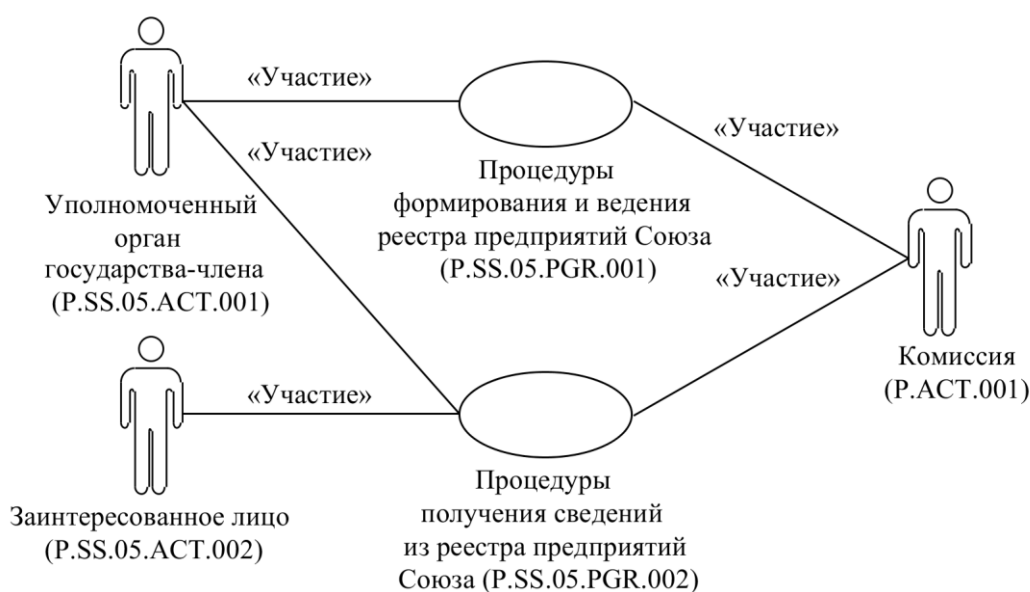 «Участие»
«Участие»
«Участие»
Процедуры
формирования и ведения
реестра предприятий Союза
(P.SS.05.PGR.001)
Уполномоченный
орган
государства-члена
(P.SS.05.ACT.001)
«Участие»
Комиссия
(P.ACT.001)
«Участие»
Заинтересованное лицо
(P.SS.05.ACT.002)
Процедуры
получения сведений
из реестра предприятий
Союза (P.SS.05.PGR.002)